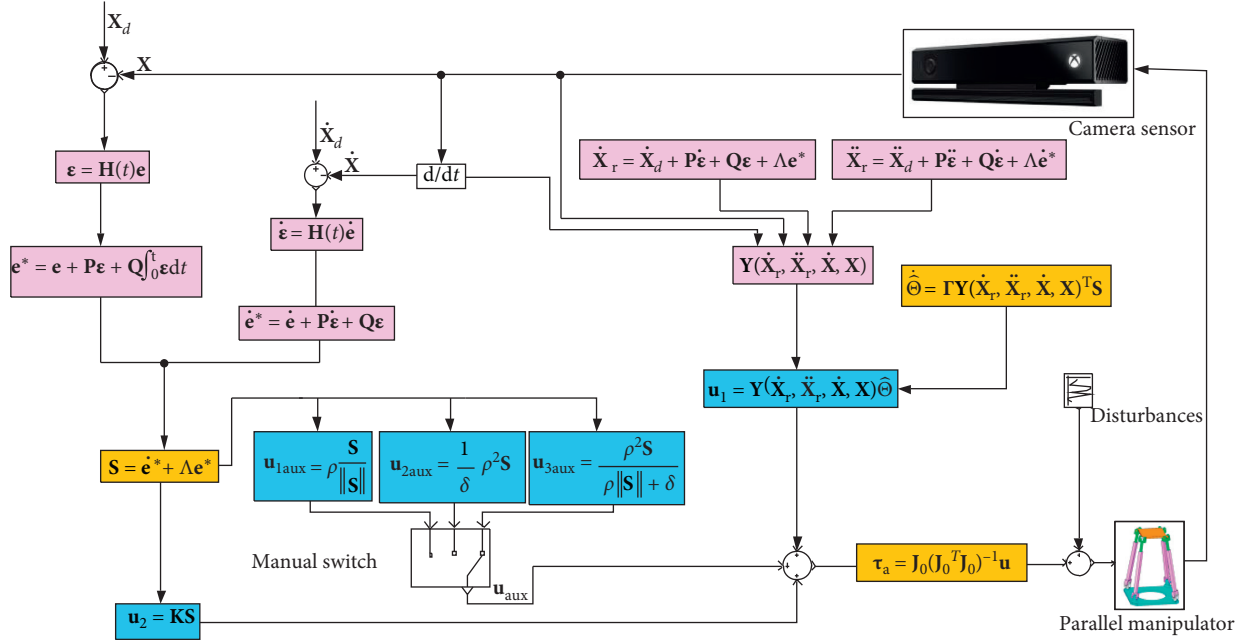 X_d
X
Camera sensor
Ẋ_d
Ẋ
d/dt
ε = H(t)e
Ẋ_r = Ẋ_d + Pε̇ + Qε + Λe*
Ẍ_r = Ẍ_d + Pε̈ + Qε̇ + Λė*
ε̇ = H(t)ė
e* = e + Pε + Q∫_0^t εdt
Y(Ẋ_r, Ẍ_r, Ẋ, X)
Θ̂̇ = ΓY(Ẋ_r, Ẍ_r, Ẋ, X)^T S
ė* = ė + Pε̇ + Qε
u_1 = Y(Ẋ_r, Ẍ_r, Ẋ, X)Θ̂
Disturbances
S = ė* + Λe*
u_1aux = ρ S/‖S‖
u_2aux = 1/δ ρ²S
u_3aux = ρ²S/(ρ‖S‖ + δ)
Manual switch
u_aux
τ_a = J_0(J_0^T J_0)^−1 u
u_2 = KS
Parallel manipulator